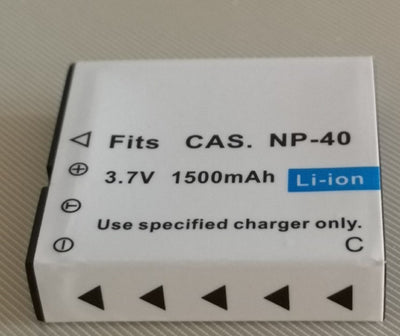 Fits CAS. NP-40
3.7V 1500mAh Li-ion
Use specified charger only.
C